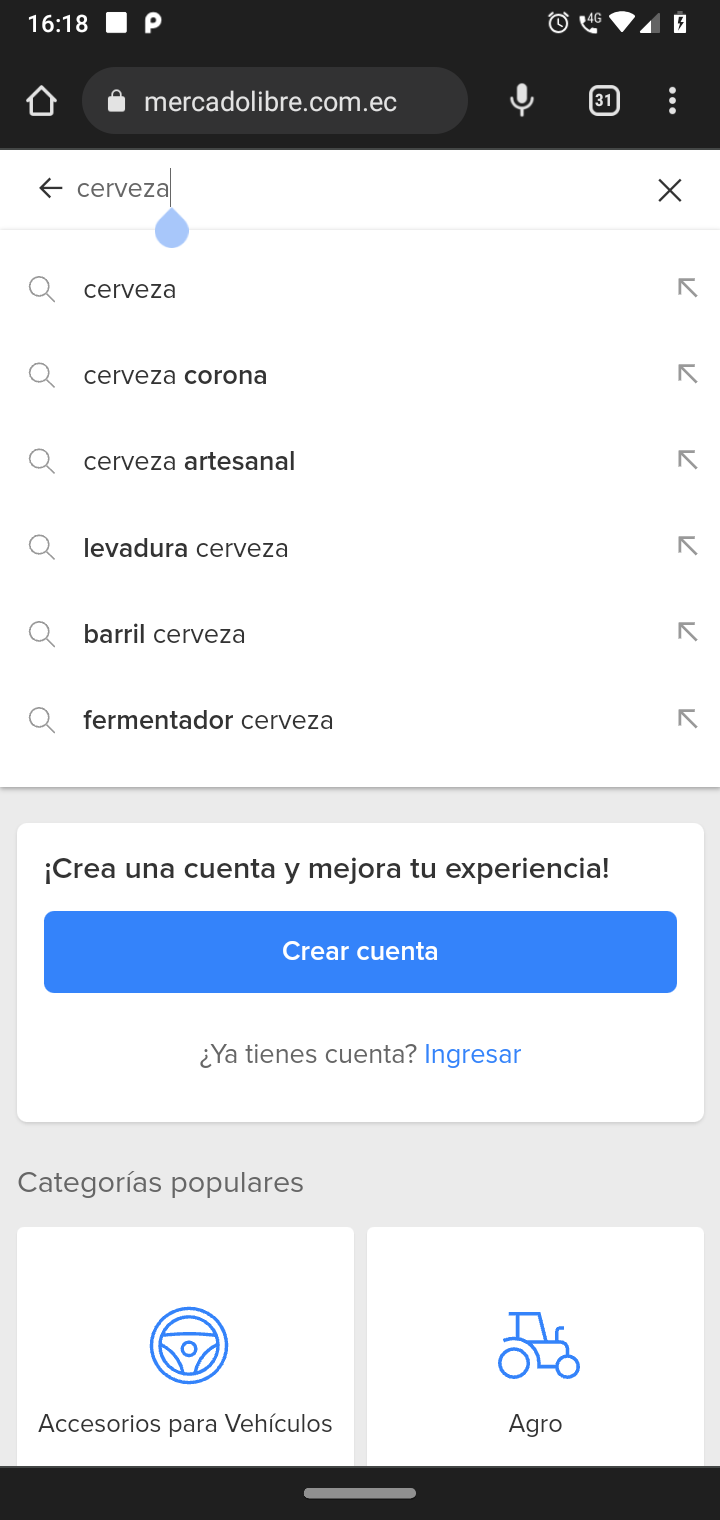 16:18
4G
mercadolibre.com.ec
31
cerveza
cerveza
cerveza corona
cerveza artesanal
levadura cerveza
barril cerveza
fermentador cerveza
¡Crea una cuenta y mejora tu experiencia!
Crear cuenta
¿Ya tienes cuenta? Ingresar
Categorías populares
Accesorios para Vehículos
Agro